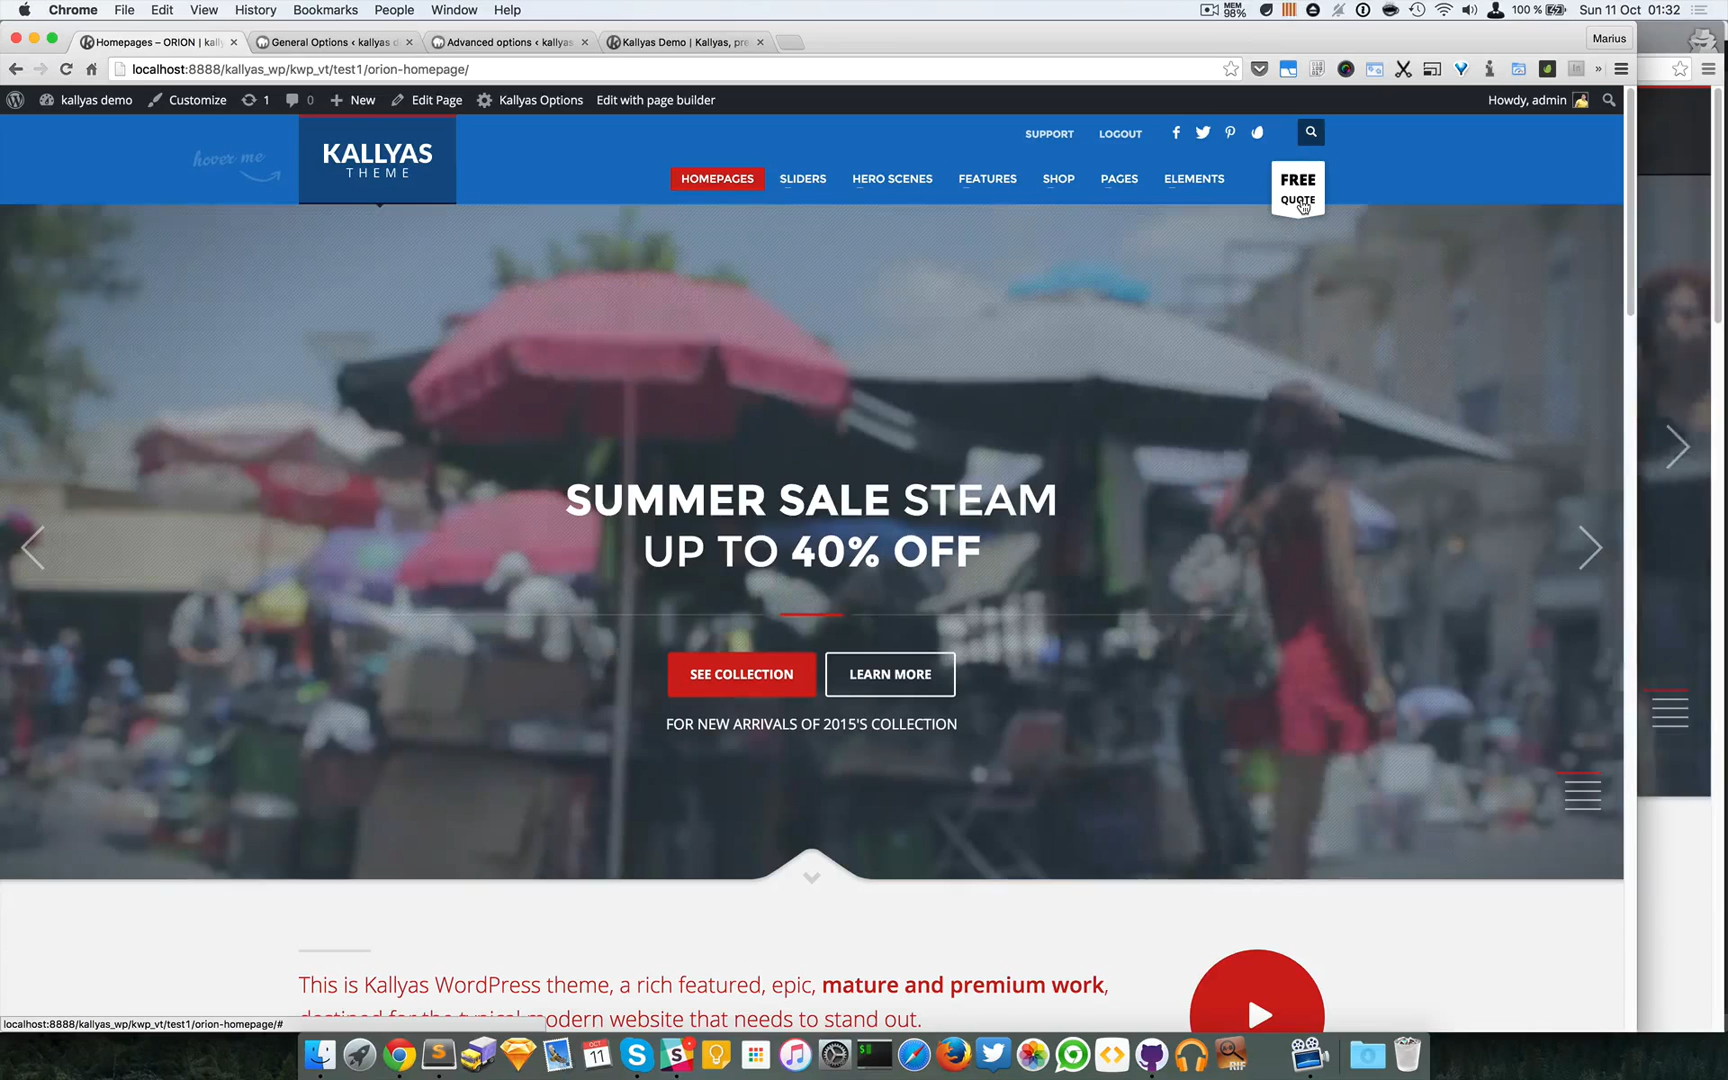 Chrome File Edit View History Bookmarks People Window Help MEM 98% 100 % Sun 11 Oct 01:32
Homepages – ORION | kally General Options ‹ kallyas d Advanced options ‹ kallyas Kallyas Demo | Kallyas, pre Marius
localhost:8888/kallyas_wp/kwp_vt/test1/orion-homepage/
kallyas demo Customize 1 0 New Edit Page Kallyas Options Edit with page builder Howdy, admin
SUPPORT LOGOUT
hover me
KALLYAS
THEME
HOMEPAGES SLIDERS HERO SCENES FEATURES SHOP PAGES ELEMENTS
FREE
QUOTE
SUMMER SALE STEAM
UP TO 40% OFF
SEE COLLECTION LEARN MORE
FOR NEW ARRIVALS OF 2015'S COLLECTION
This is Kallyas WordPress theme, a rich featured, epic, mature and premium work,
destined for the typical modern website that needs to stand out.
localhost:8888/kallyas_wp/kwp_vt/test1/orion-homepage/#
OCT
11
RIF